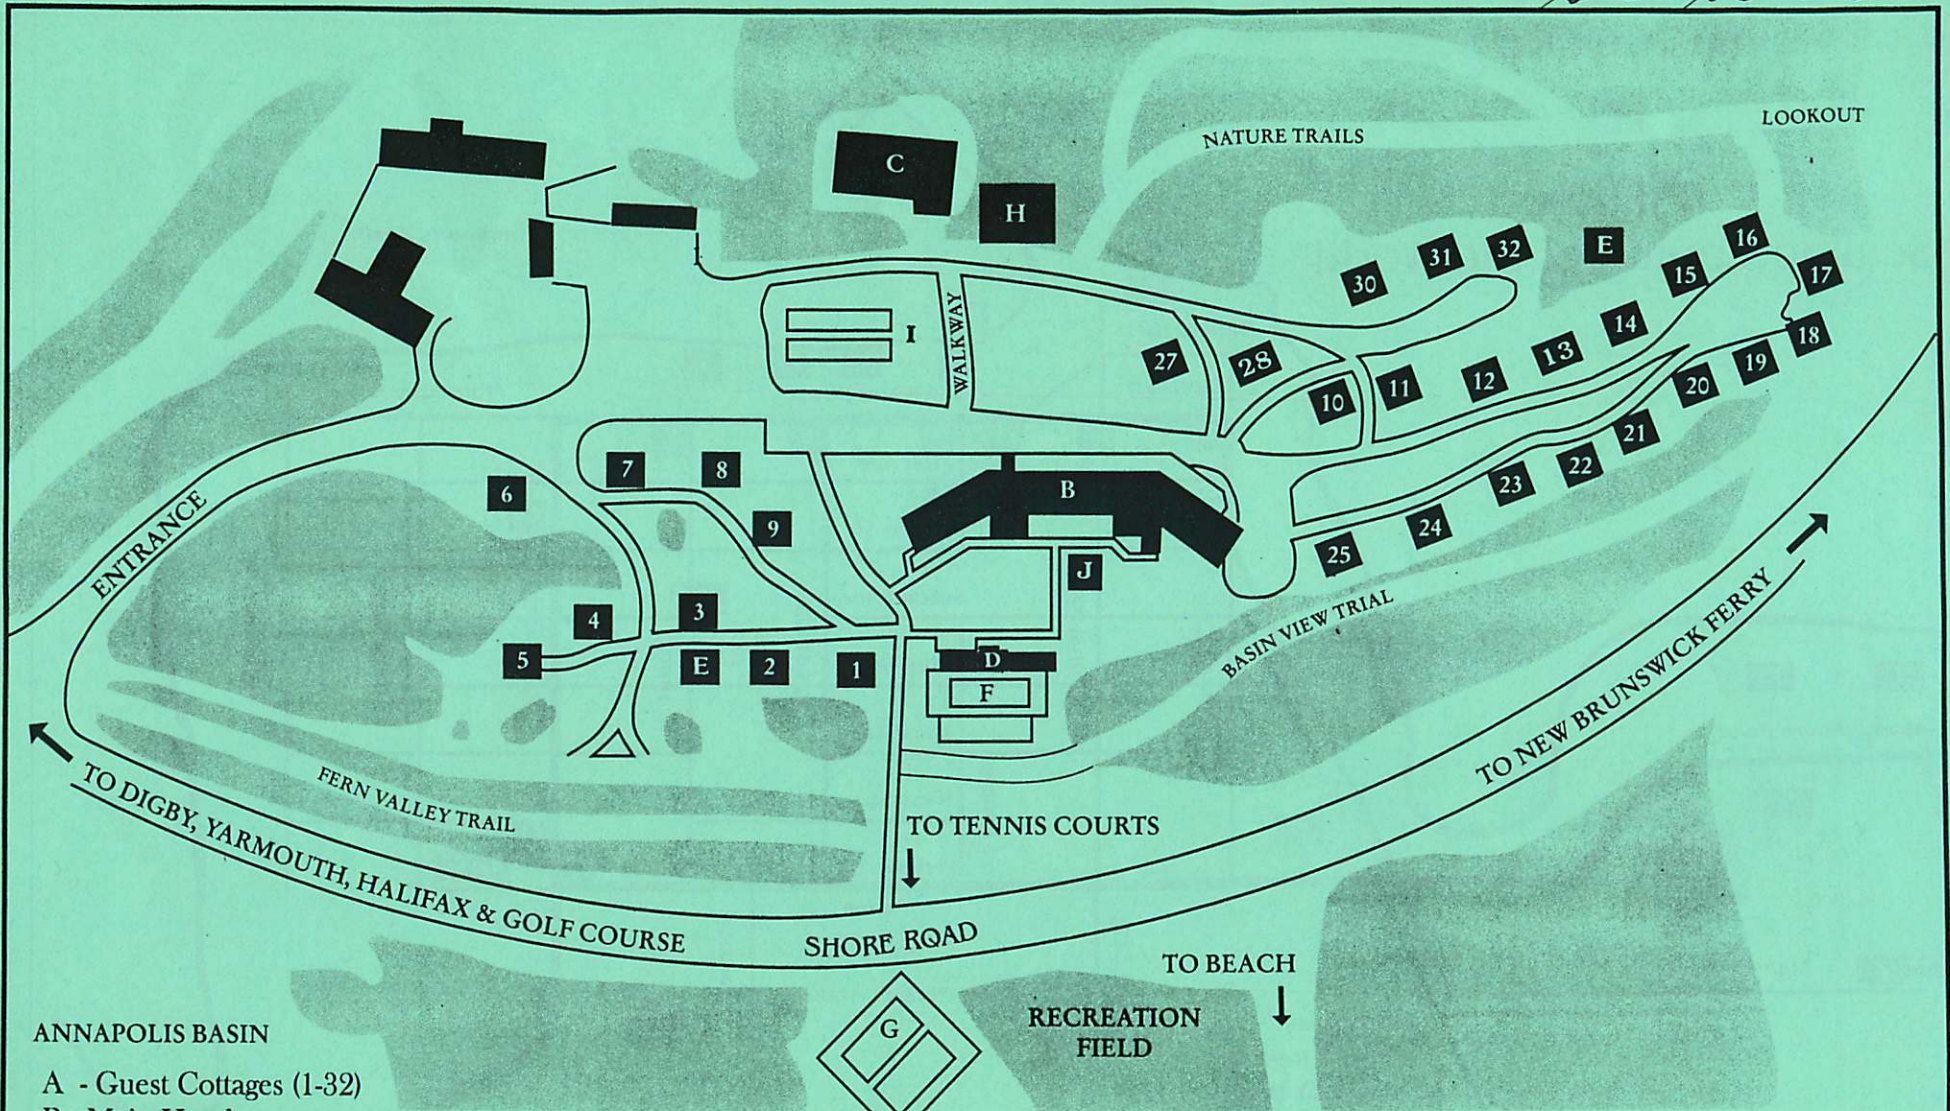 LOOKOUT
NATURE TRAILS
C
H
E
16
32
31
30
15
17
14
18
I
WALKWAY
27
28
13
12
11
10
19
20
21
22
23
24
25
ENTRANCE
6
7
8
9
B
J
4
3
5
E
2
1
D
F
BASIN VIEW TRIAL
TO NEW BRUNSWICK FERRY
FERN VALLEY TRAIL
TO DIGBY, YARMOUTH, HALIFAX & GOLF COURSE
TO TENNIS COURTS
SHORE ROAD
TO BEACH
G
RECREATION
FIELD
ANNAPOLIS BASIN
A - Guest Cottages (1-32)